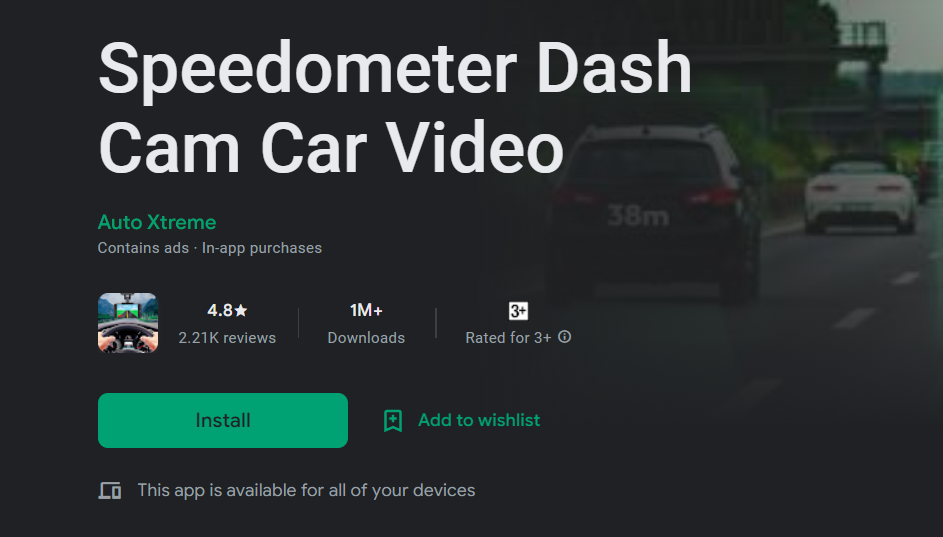 Speedometer Dash
Cam Car Video
38m
Auto Xtreme
Contains ads · In-app purchases
4.8★
2.21K reviews
1M+
Downloads
3+
Rated for 3+
Install
Add to wishlist
This app is available for all of your devices